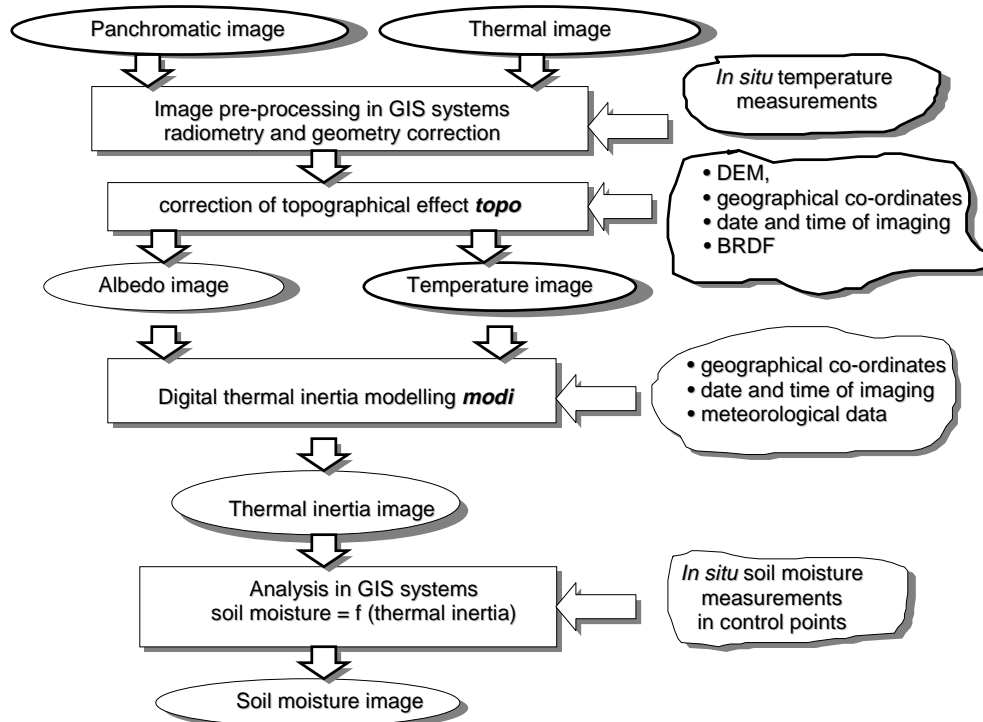 Panchromatic image
Thermal image
In situ temperature
measurements
Image pre-processing in GIS systems
radiometry and geometry correction
• DEM,
• geographical co-ordinates
• date and time of imaging
• BRDF
correction of topographical effect topo
Albedo image
Temperature image
• geographical co-ordinates
• date and time of imaging
• meteorological data
Digital thermal inertia modelling modi
Thermal inertia image
In situ soil moisture
measurements
in control points
Analysis in GIS systems
soil moisture = f (thermal inertia)
Soil moisture image